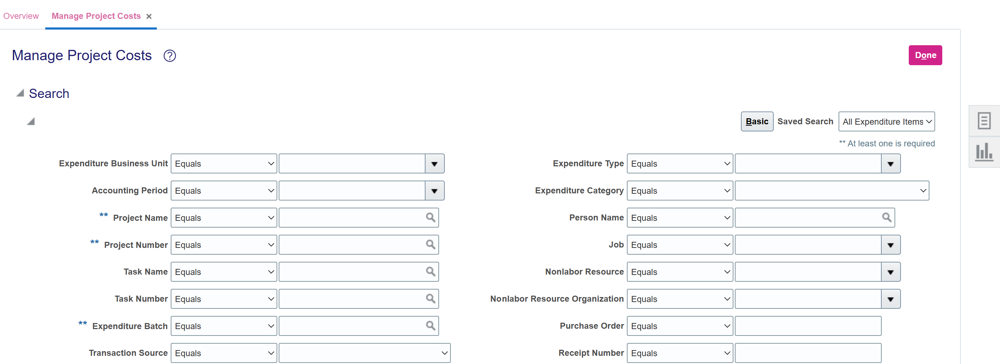 Overview Manage Project Costs ×
Manage Project Costs ?
Done
Search
Basic Saved Search All Expenditure Items
** At least one is required
Expenditure Business Unit Equals
Expenditure Type Equals
Accounting Period Equals
Expenditure Category Equals
** Project Name Equals
Person Name Equals
** Project Number Equals
Job Equals
Task Name Equals
Nonlabor Resource Equals
Task Number Equals
Nonlabor Resource Organization Equals
** Expenditure Batch Equals
Purchase Order Equals
Transaction Source Equals
Receipt Number Equals